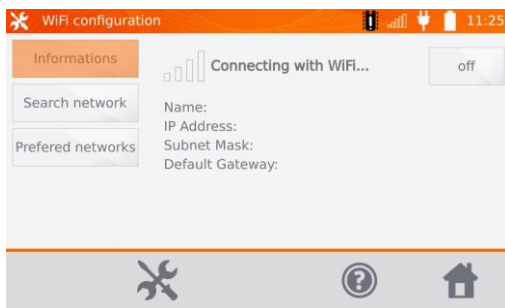 WiFi configuration
11:25
Informations
Connecting with WiFi...
off
Search network
Name:
IP Address:
Prefered networks
Subnet Mask:
Default Gateway: